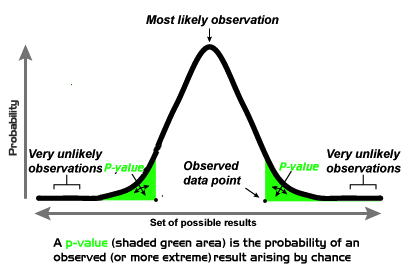 Most likely observation
Probability
Very unlikely
observations
p-value
Observed
data point
p-value
Very unlikely
observations
Set of possible results
A p-value (shaded green area) is the probability of an
observed (or more extreme) result arising by chance